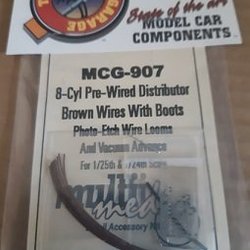 GARAGE
State of the art
MODEL CAR
COMPONENTS
MCG-907
8-Cyl Pre-Wired Distributor
Brown Wires With Boots
Photo-Etch Wire Looms
And Vacuum Advance
For 1/25th & 1/24th Scale